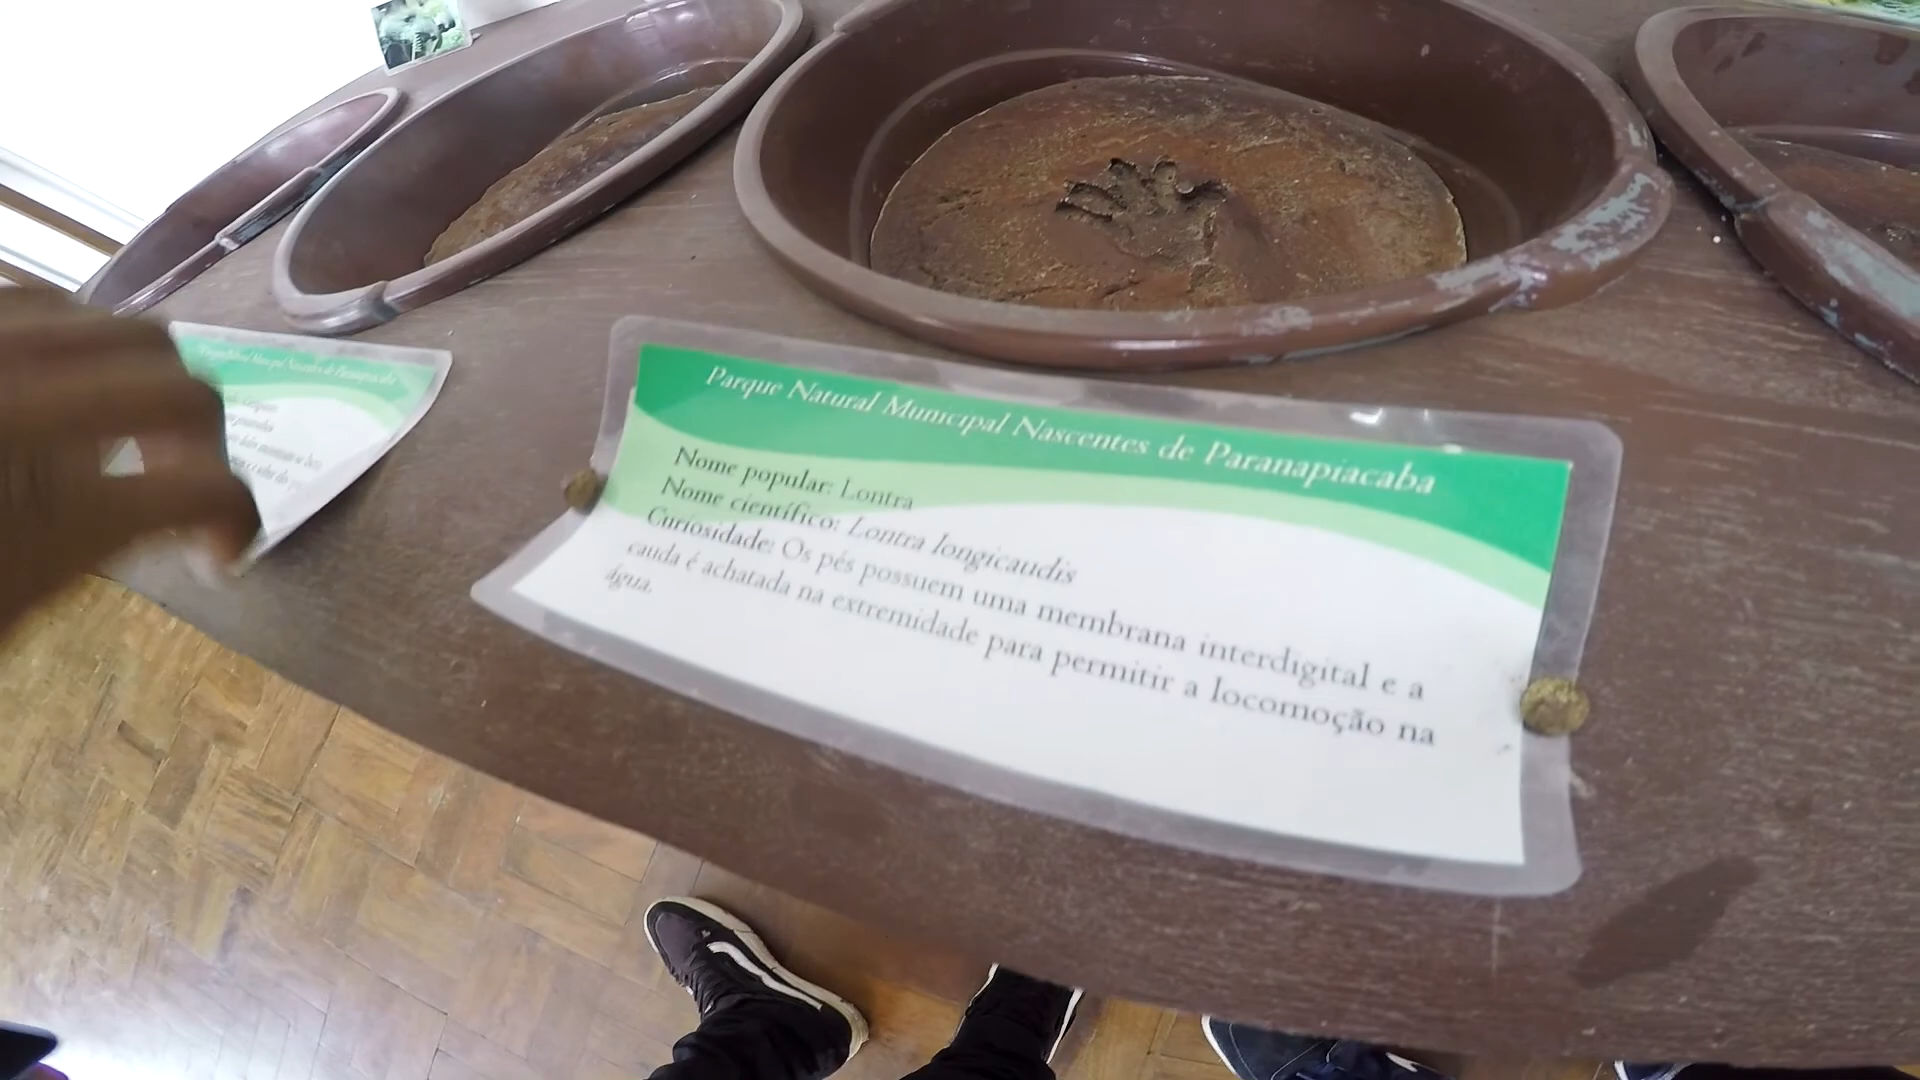 Parque Natural Municipal Nascentes de Paranapiacaba
Nome popular: Lontra
Nome científico: Lontra longicaudis
Curiosidade: Os pés possuem uma membrana interdigital e a
cauda é achatada na extremidade para permitir a locomoção na
água.